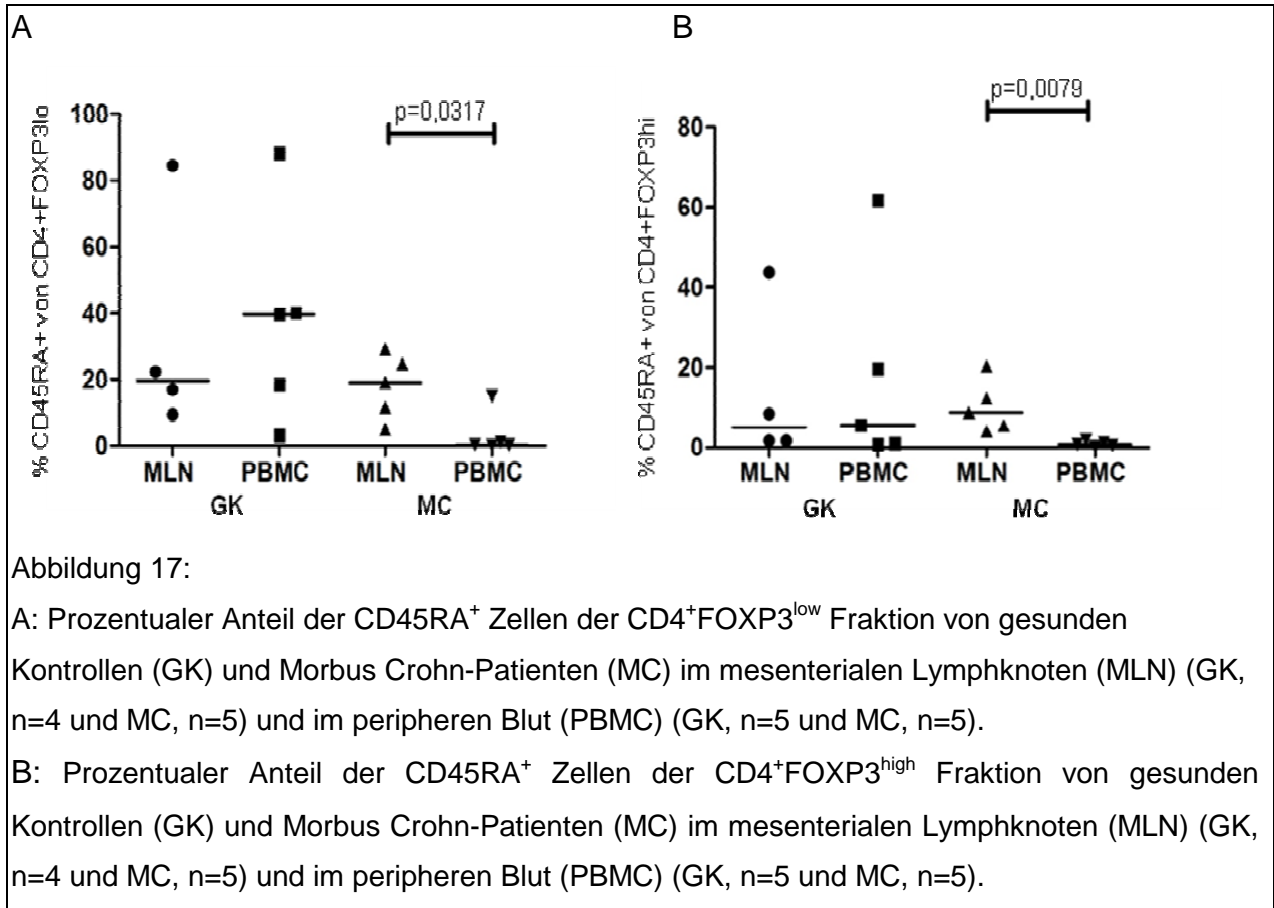 A
B
% CD45RA+ von CD4+FOXP3lo
100
80
60
40
20
0
p=0,0317
MLN PBMC MLN PBMC
GK MC
% CD45RA+ von CD4+FOXP3hi
80
60
40
20
0
p=0,0079
MLN PBMC MLN PBMC
GK MC
Abbildung 17:
A: Prozentualer Anteil der CD45RA⁺ Zellen der CD4⁺FOXP3ˡᵒʷ Fraktion von gesunden
Kontrollen (GK) und Morbus Crohn-Patienten (MC) im mesenterialen Lymphknoten (MLN) (GK,
n=4 und MC, n=5) und im peripheren Blut (PBMC) (GK, n=5 und MC, n=5).
B: Prozentualer Anteil der CD45RA⁺ Zellen der CD4⁺FOXP3ʰⁱᵍʰ Fraktion von gesunden
Kontrollen (GK) und Morbus Crohn-Patienten (MC) im mesenterialen Lymphknoten (MLN) (GK,
n=4 und MC, n=5) und im peripheren Blut (PBMC) (GK, n=5 und MC, n=5).